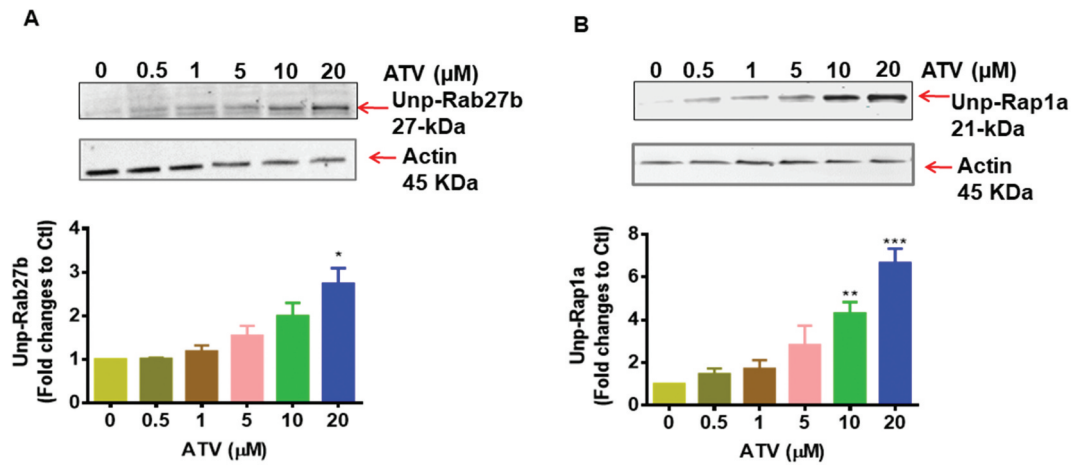 A
0 0.5 1 5 10 20 ATV (µM)
Unp-Rab27b
27-kDa
Actin
45 KDa
Unp-Rab27b
(Fold changes to Ctl)
4
3
2
1
0
*
0 0.5 1 5 10 20
ATV (µM)
B
0 0.5 1 5 10 20 ATV (µM)
Unp-Rap1a
21-kDa
Actin
45 KDa
Unp-Rap1a
(Fold changes to Ctl)
8
6
4
2
0
**
***
0 0.5 1 5 10 20
ATV (µM)